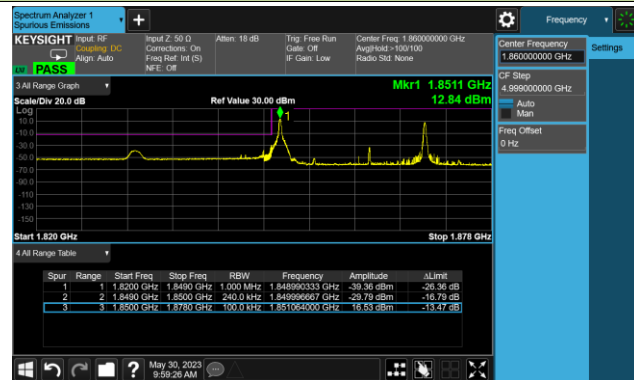 Spectrum Analyzer 1
Spurious Emissions
Frequency
KEYSIGHT
Input: RF
Coupling: DC
Align: Auto
Input Z: 50 Ω
Corrections: On
Freq Ref: Int (S)
NFE: Off
Atten: 18 dB
Trig: Free Run
Gate: Off
IF Gain: Low
Center Freq: 1.860000000 GHz
Avg|Hold:>100/100
Radio Std: None
PASS
Center Frequency
1.860000000 GHz
Settings
CF Step
4.999000000 GHz
Auto
Man
Freq Offset
0 Hz
3 All Range Graph
Mkr1 1.8511 GHz
12.84 dBm
Scale/Div 20.0 dB
Ref Value 30.00 dBm
Log
10.0
-10.0
-30.0
-50.0
-70.0
-90.0
-110
-130
-150
1
Start 1.820 GHz
Stop 1.878 GHz
4 All Range Table
Spur Range Start Freq Stop Freq RBW Frequency Amplitude ΔLimit
1 1 1.8200 GHz 1.8490 GHz 1.000 MHz 1.848990333 GHz -39.36 dBm -26.36 dB
2 2 1.8490 GHz 1.8500 GHz 240.0 kHz 1.849996667 GHz -29.79 dBm -16.79 dB
3 3 1.8500 GHz 1.8780 GHz 100.0 kHz 1.851064000 GHz 16.53 dBm -13.47 dB
May 30, 2023
9:59:26 AM